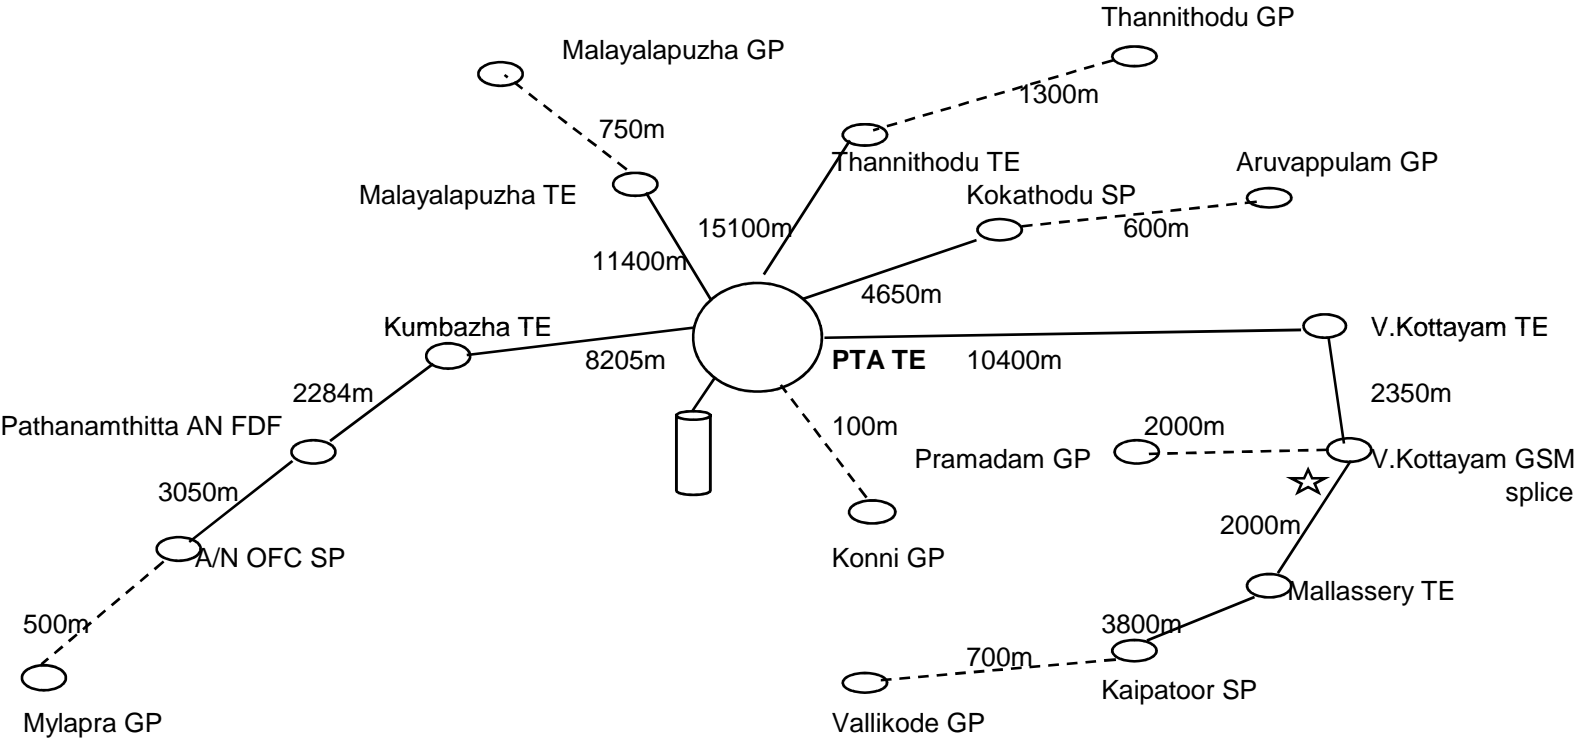 Thannithodu GP
Malayalapuzha GP
1300m
750m
Thannithodu TE
Aruvappulam GP
Malayalapuzha TE
Kokathodu SP
15100m
600m
11400m
4650m
Kumbazha TE
V.Kottayam TE
8205m
PTA TE
10400m
2284m
2350m
Pathanamthitta AN FDF
100m
2000m
Pramadam GP
V.Kottayam GSM
splice
3050m
2000m
A/N OFC SP
Konni GP
Mallassery TE
500m
3800m
700m
Kaipatoor SP
Mylapra GP
Vallikode GP